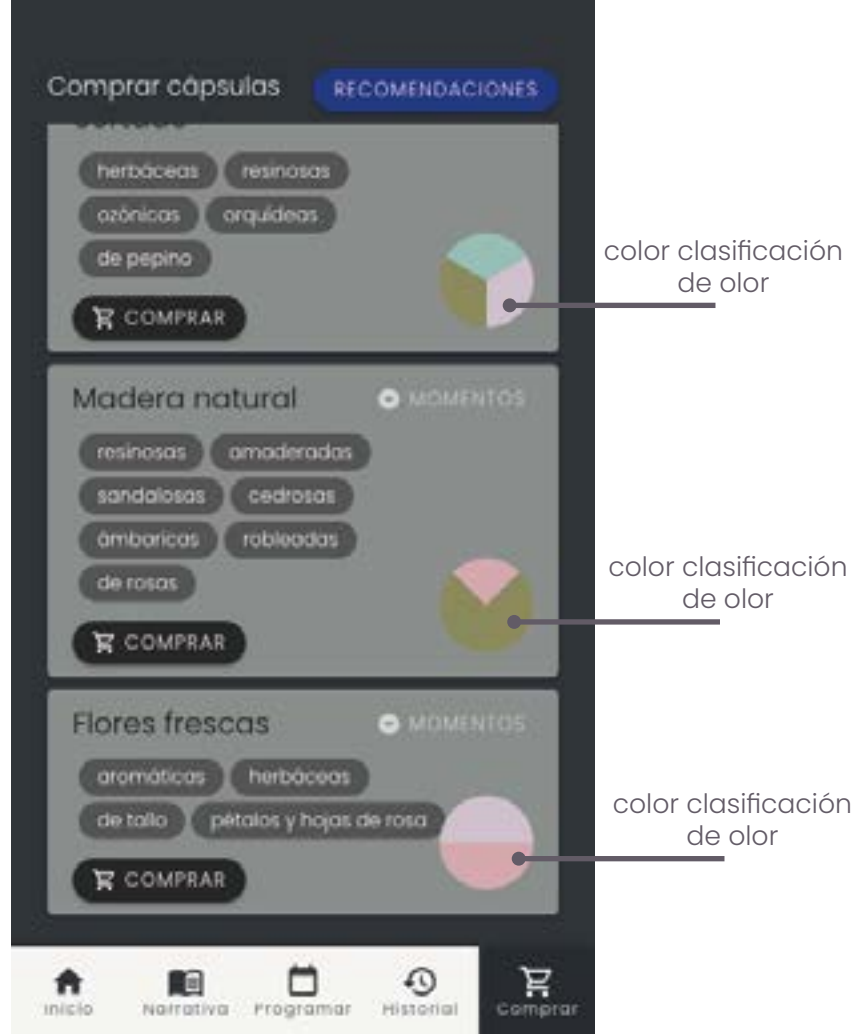 Comprar cápsulas
RECOMENDACIONES
herbáceas resinosas
ozónicas orquídeas
de pepino
COMPRAR
color clasificación
de olor
Madera natural
MOMENTOS
resinosas amaderadas
sandalosas cedrosas
ámbaricas robleadas
de rosas
COMPRAR
color clasificación
de olor
Flores frescas
MOMENTOS
aromáticas herbáceas
de tallo pétalos y hojas de rosa
COMPRAR
color clasificación
de olor
Inicio Narrativa Programar Historial Comprar